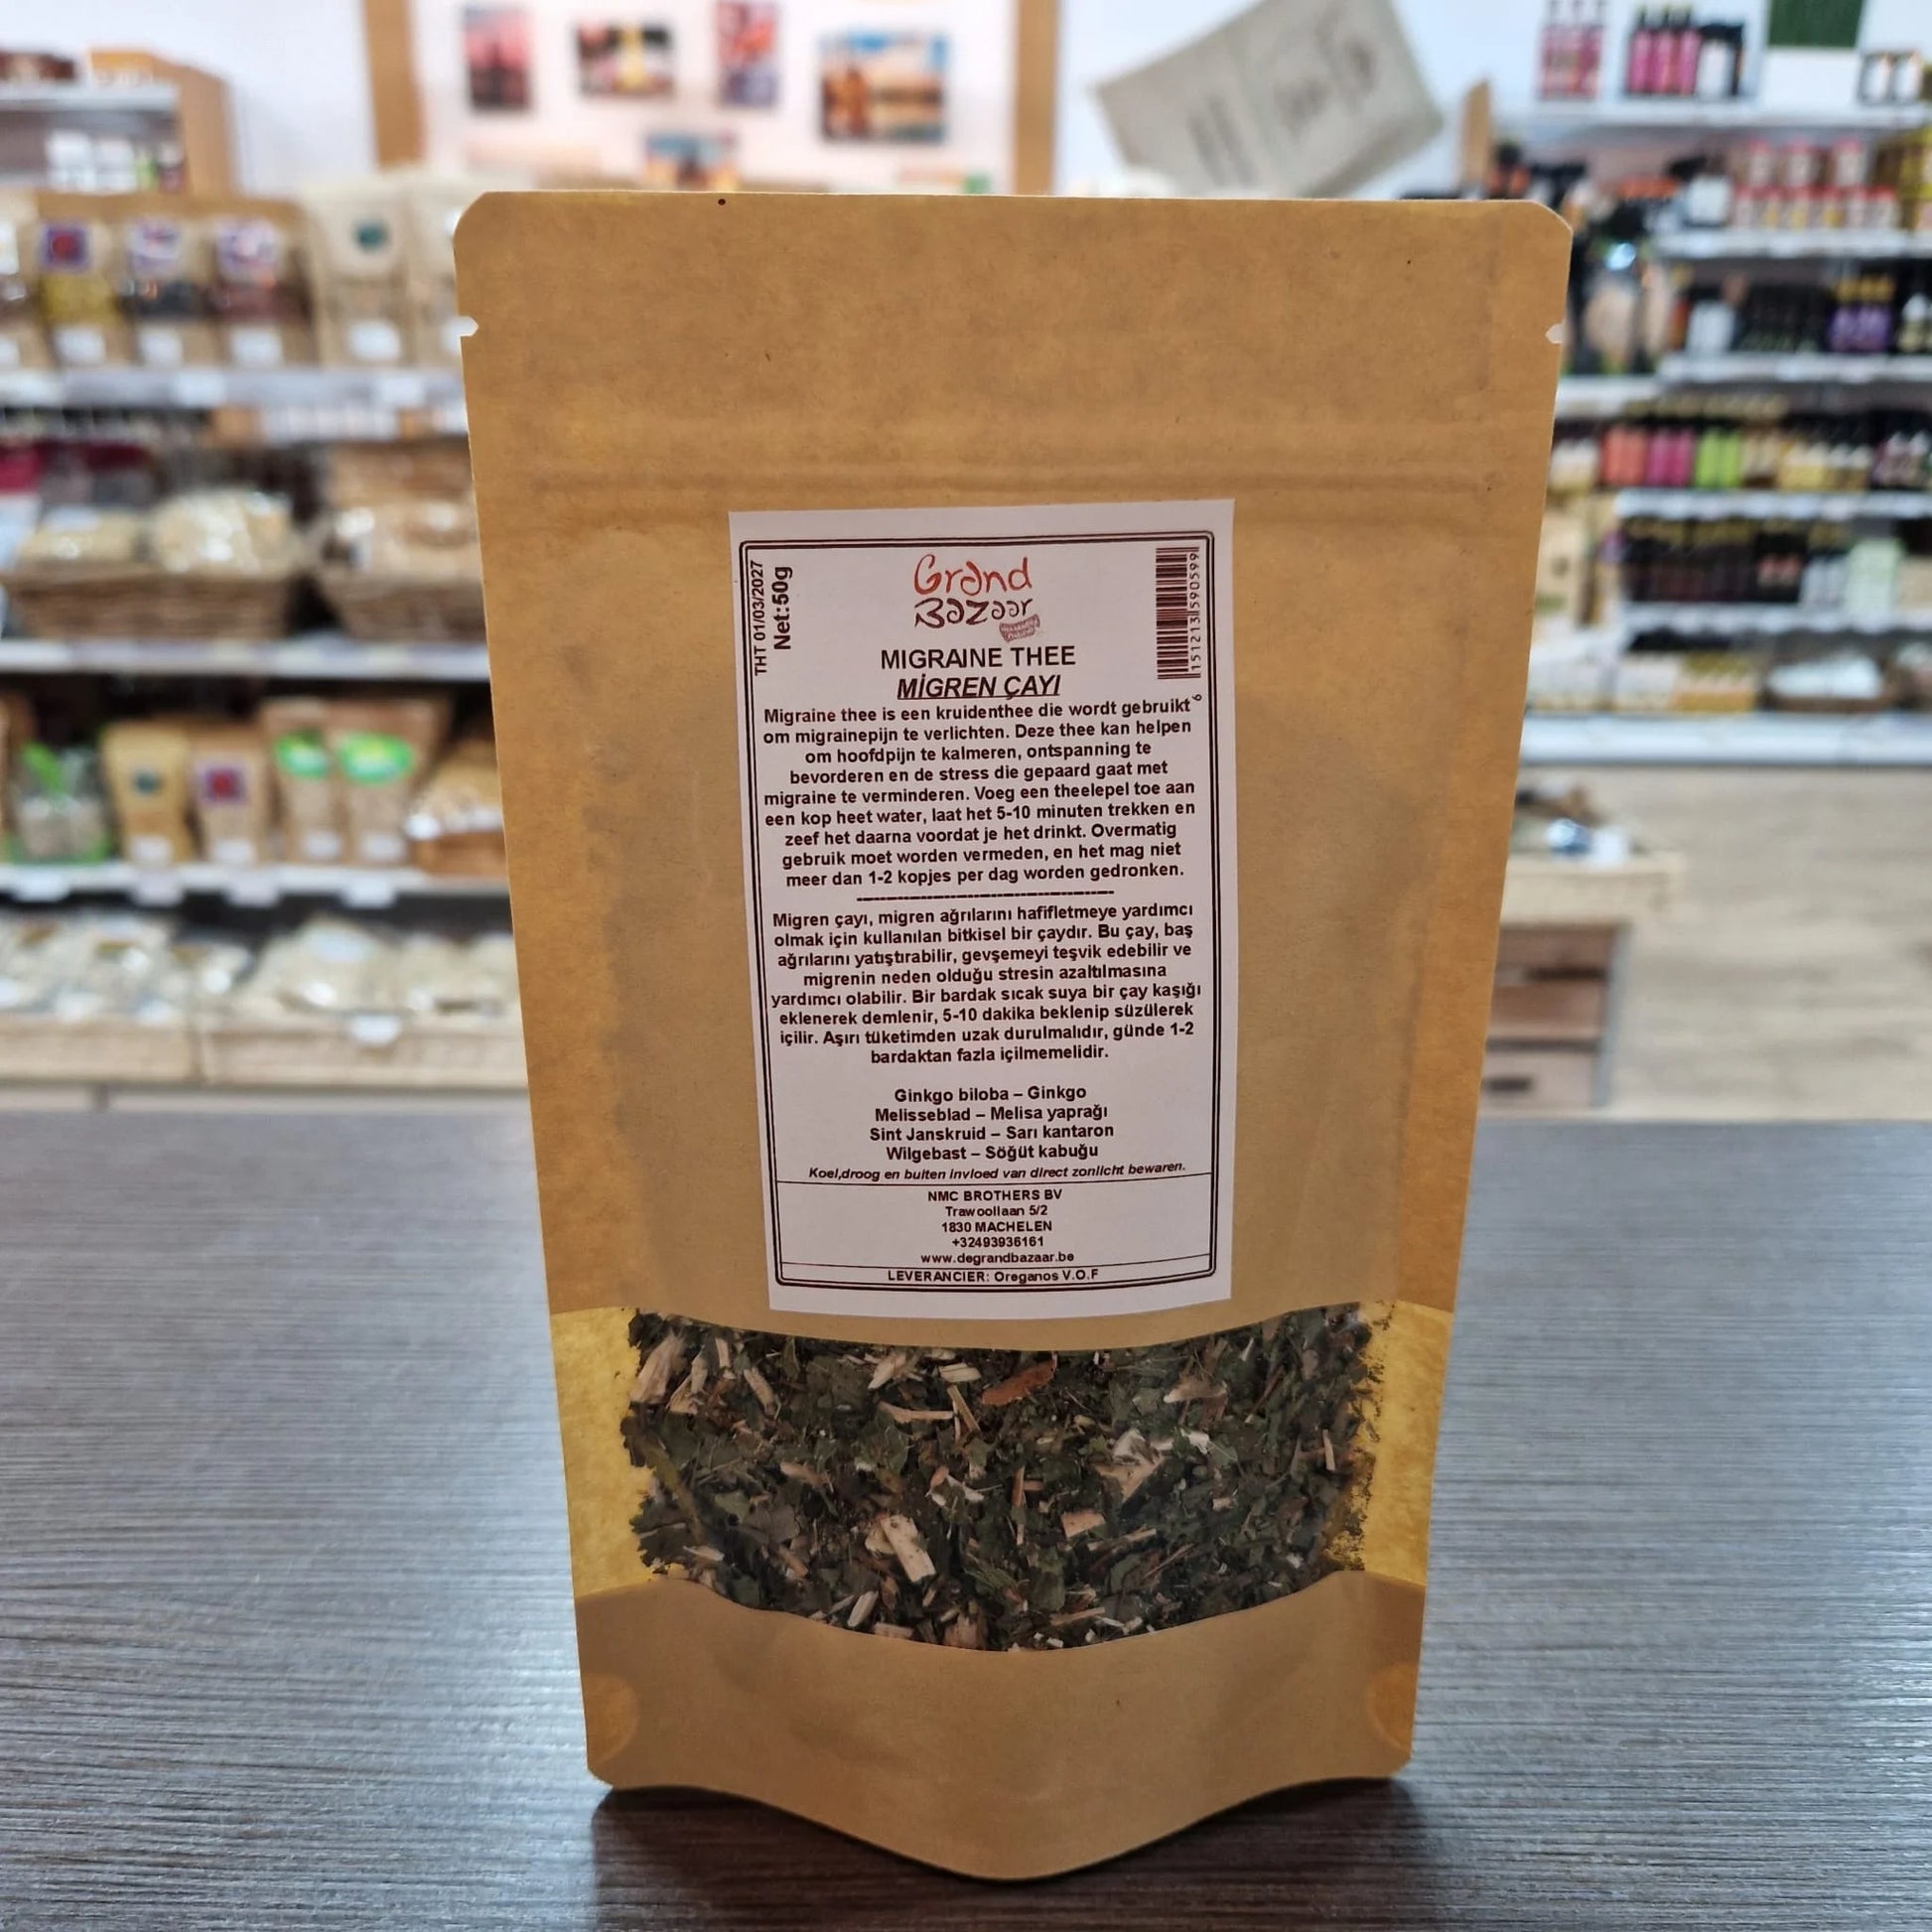 THT 01/03/2027
Net:50g
Grand
Bazaar
6 151213 590599
MIGRAINE THEE
MİGREN ÇAYI
Migraine thee is een kruidenthee die wordt gebruikt
om migrainepijn te verlichten. Deze thee kan helpen
om hoofdpijn te kalmeren, ontspanning te
bevorderen en de stress die gepaard gaat met
migraine te verminderen. Voeg een theelepel toe aan
een kop heet water, laat het 5-10 minuten trekken en
zeef het daarna voordat je het drinkt. Overmatig
gebruik moet worden vermeden, en het mag niet
meer dan 1-2 kopjes per dag worden gedronken.
Migren çayı, migren ağrılarını hafifletmeye yardımcı
olmak için kullanılan bitkisel bir çaydır. Bu çay, baş
ağrılarını yatıştırabilir, gevşemeyi teşvik edebilir ve
migrenin neden olduğu stresin azaltılmasına
yardımcı olabilir. Bir bardak sıcak suya bir çay kaşığı
eklenerek demlenir, 5-10 dakika beklenip süzülerek
içilir. Aşırı tüketimden uzak durulmalıdır, günde 1-2
bardaktan fazla içilmemelidir.
Ginkgo biloba – Ginkgo
Melisseblad – Melisa yaprağı
Sint Janskruid – Sarı kantaron
Wilgebast – Söğüt kabuğu
Koel,droog en buiten invloed van direct zonlicht bewaren.
NMC BROTHERS BV
Trawoollaan 5/2
1830 MACHELEN
+32493936161
www.degrandbazaar.be
LEVERANCIER: Oreganos V.O.F